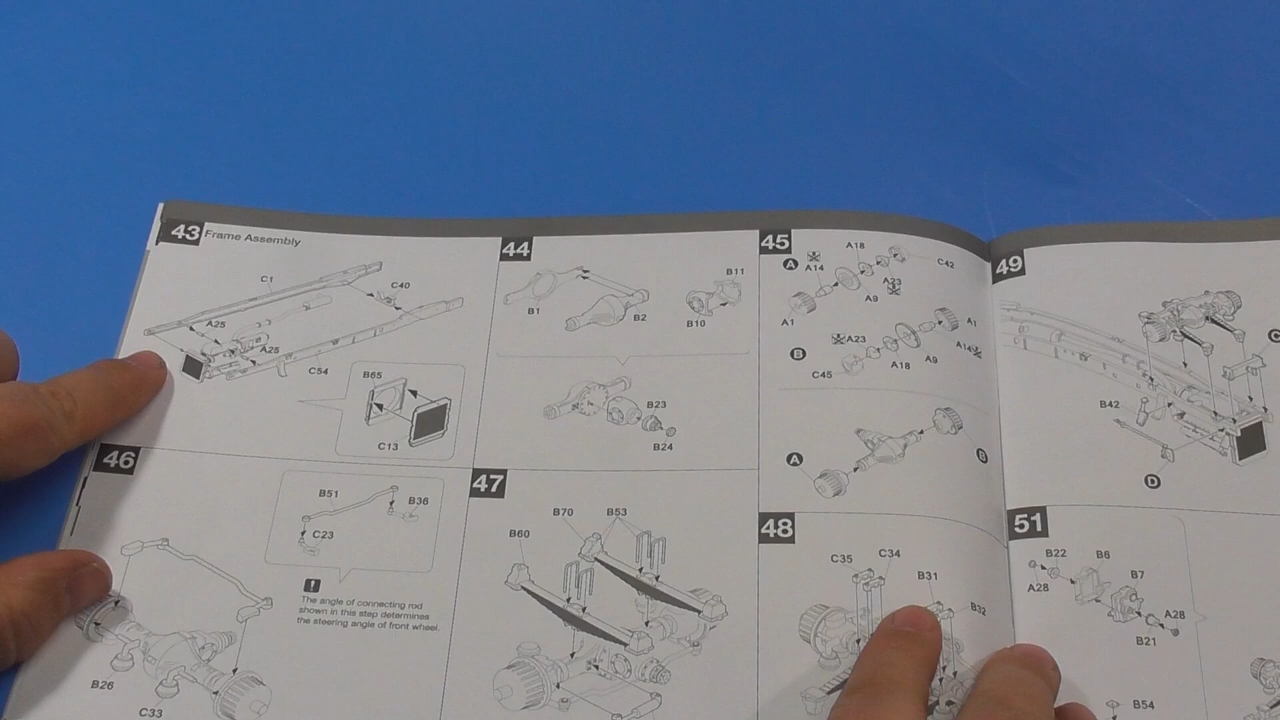 43 Frame Assembly
C1
C40
A25
A25
C54
B65
C13
44
B11
B1
B2
B10
B23
B24
45
A18
A
A14
C42
A23
A9
A1
A1
A23
B
A14
A9
A18
C45
A
B
46
B51
B36
C23
!
The angle of connecting rod
shown in this step determines
the steering angle of front wheel.
B26
C33
47
B70
B53
B60
48
C35
C34
B31
B32
49
B42
D
51
B22
B6
A28
B7
A28
B21
B54